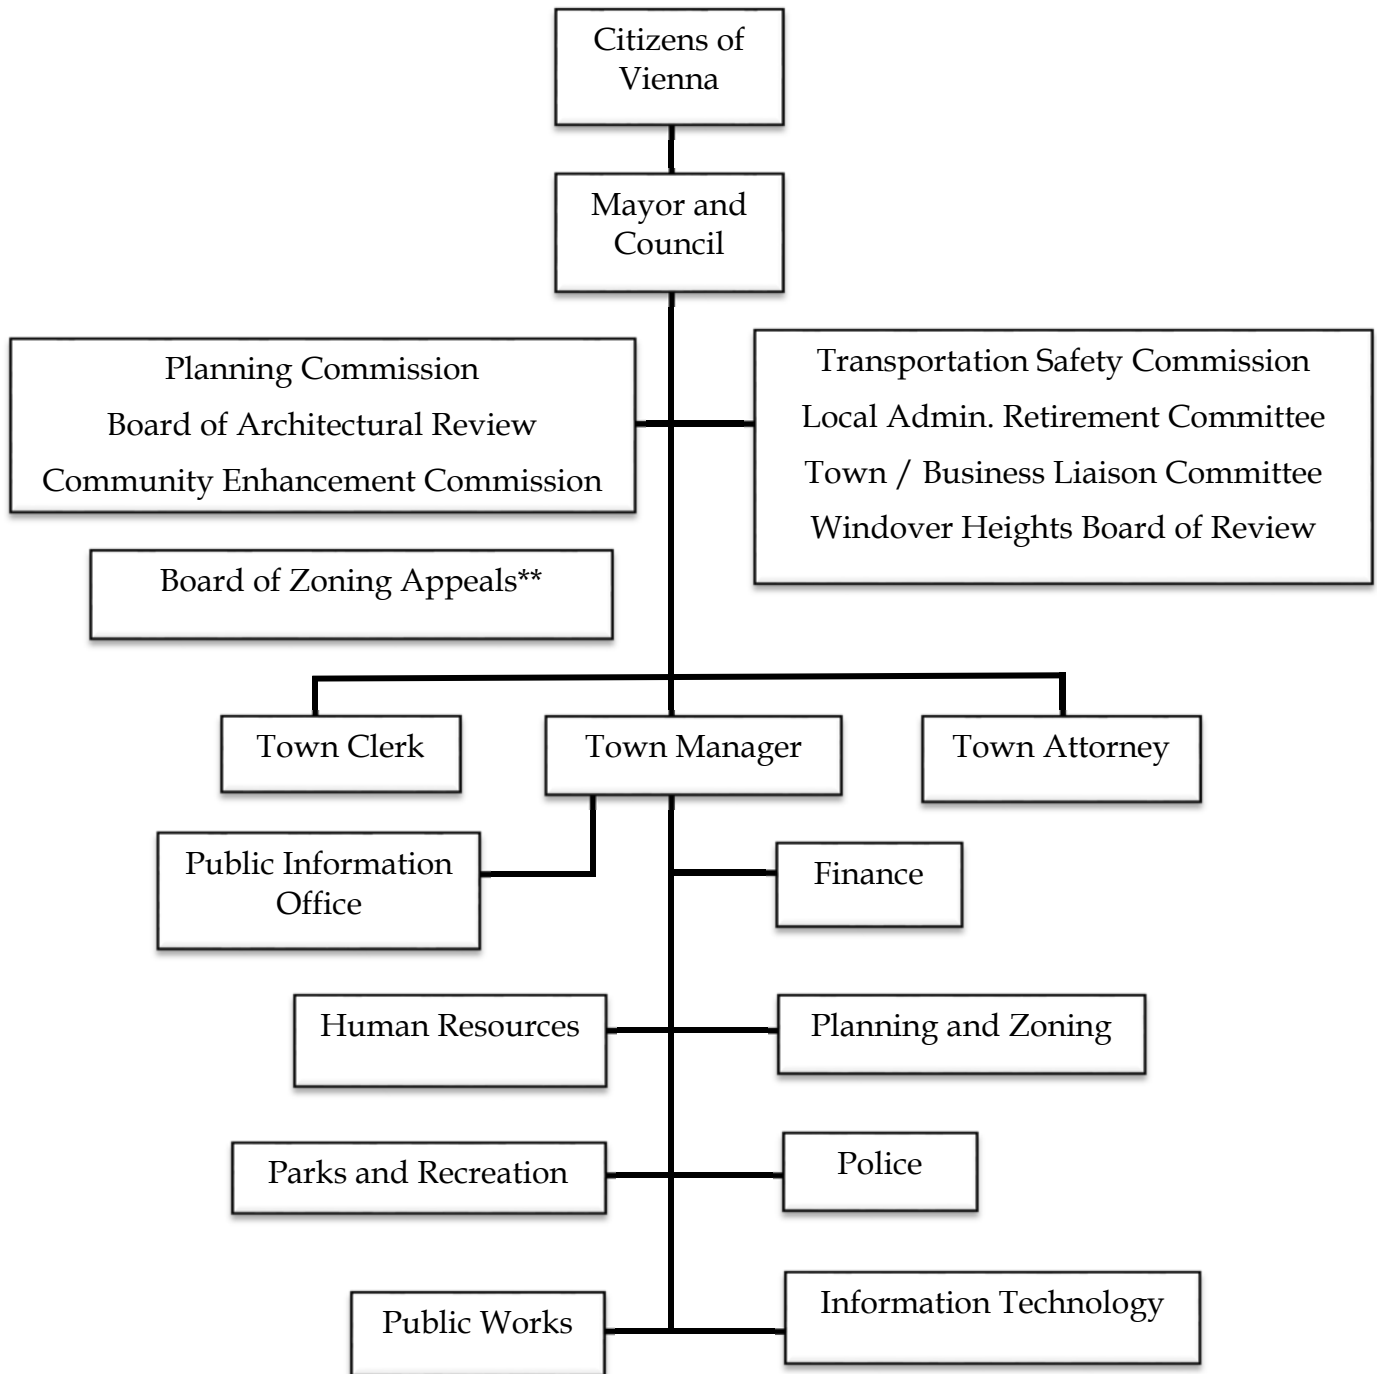 Citizens of
Vienna
Mayor and
Council
Planning Commission
Board of Architectural Review
Community Enhancement Commission
Transportation Safety Commission
Local Admin. Retirement Committee
Town / Business Liaison Committee
Windover Heights Board of Review
Board of Zoning Appeals**
Town Clerk
Town Manager
Town Attorney
Public Information
Office
Finance
Human Resources
Planning and Zoning
Parks and Recreation
Police
Public Works
Information Technology